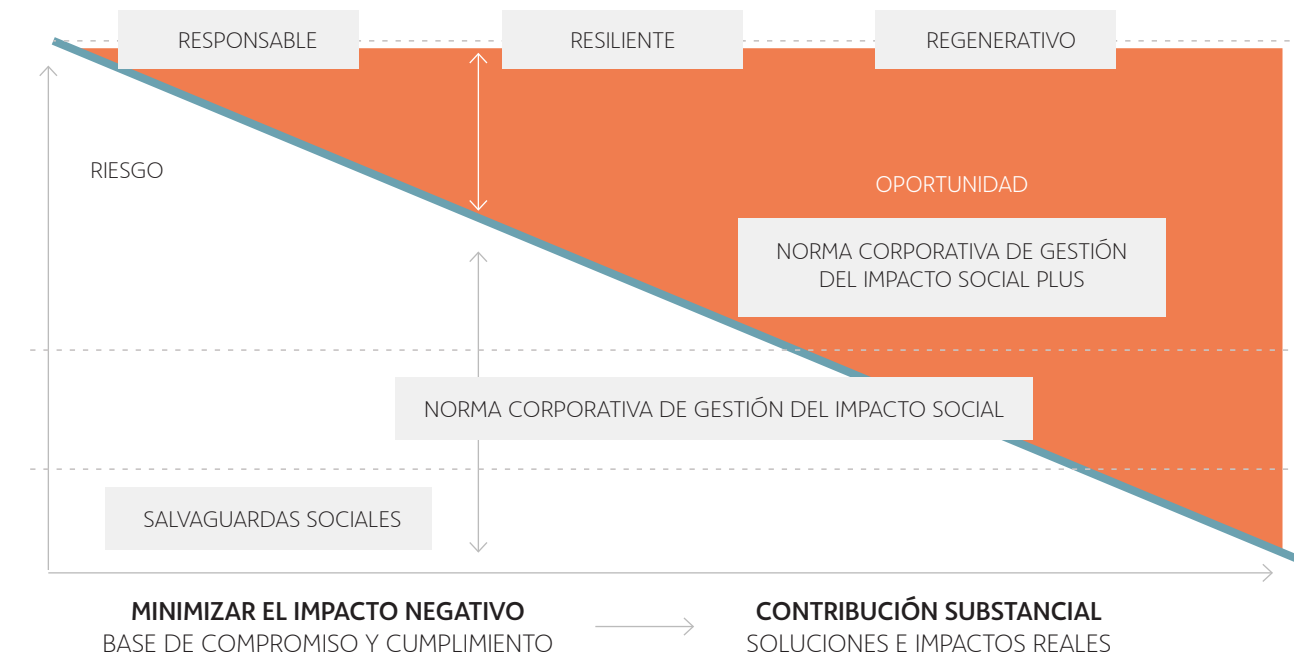 RESPONSABLE
RESILIENTE
REGENERATIVO
RIESGO
OPORTUNIDAD
NORMA CORPORATIVA DE GESTIÓN
DEL IMPACTO SOCIAL PLUS
NORMA CORPORATIVA DE GESTIÓN DEL IMPACTO SOCIAL
SALVAGUARDAS SOCIALES
MINIMIZAR EL IMPACTO NEGATIVO
BASE DE COMPROMISO Y CUMPLIMIENTO
CONTRIBUCIÓN SUBSTANCIAL
SOLUCIONES E IMPACTOS REALES